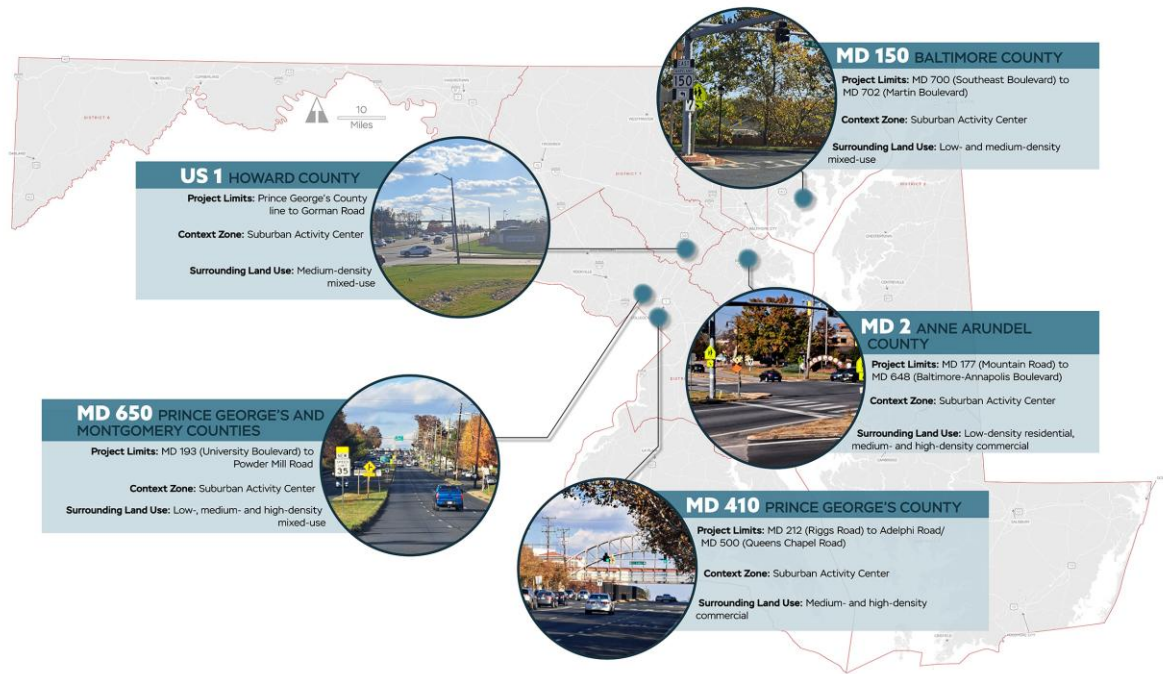 MD 150 BALTIMORE COUNTY
Project Limits: MD 700 (Southeast Boulevard) to
MD 702 (Martin Boulevard)
Context Zone: Suburban Activity Center
Surrounding Land Use: Low- and medium-density
mixed-use
150
10
Miles
US 1 HOWARD COUNTY
Project Limits: Prince George's County
line to Gorman Road
Context Zone: Suburban Activity Center
Surrounding Land Use: Medium-density
mixed-use
MD 2 ANNE ARUNDEL
COUNTY
Project Limits: MD 177 (Mountain Road) to
MD 648 (Baltimore-Annapolis Boulevard)
Context Zone: Suburban Activity Center
Surrounding Land Use: Low-density residential,
medium- and high-density commercial
MD 650 PRINCE GEORGE'S AND
MONTGOMERY COUNTIES
Project Limits: MD 193 (University Boulevard) to
Powder Mill Road
Context Zone: Suburban Activity Center
Surrounding Land Use: Low-, medium- and high-density
mixed-use
35
MD 410 PRINCE GEORGE'S COUNTY
Project Limits: MD 212 (Riggs Road) to Adelphi Road/
MD 500 (Queens Chapel Road)
Context Zone: Suburban Activity Center
Surrounding Land Use: Medium- and high-density
commercial